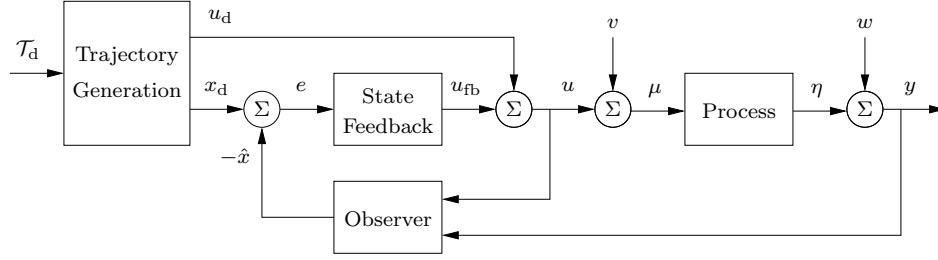 u_d
v
w
𝒯_d
Trajectory
Generation
x_d
Σ
e
State
Feedback
u_fb
Σ
u
Σ
μ
Process
η
Σ
y
−x̂
Observer